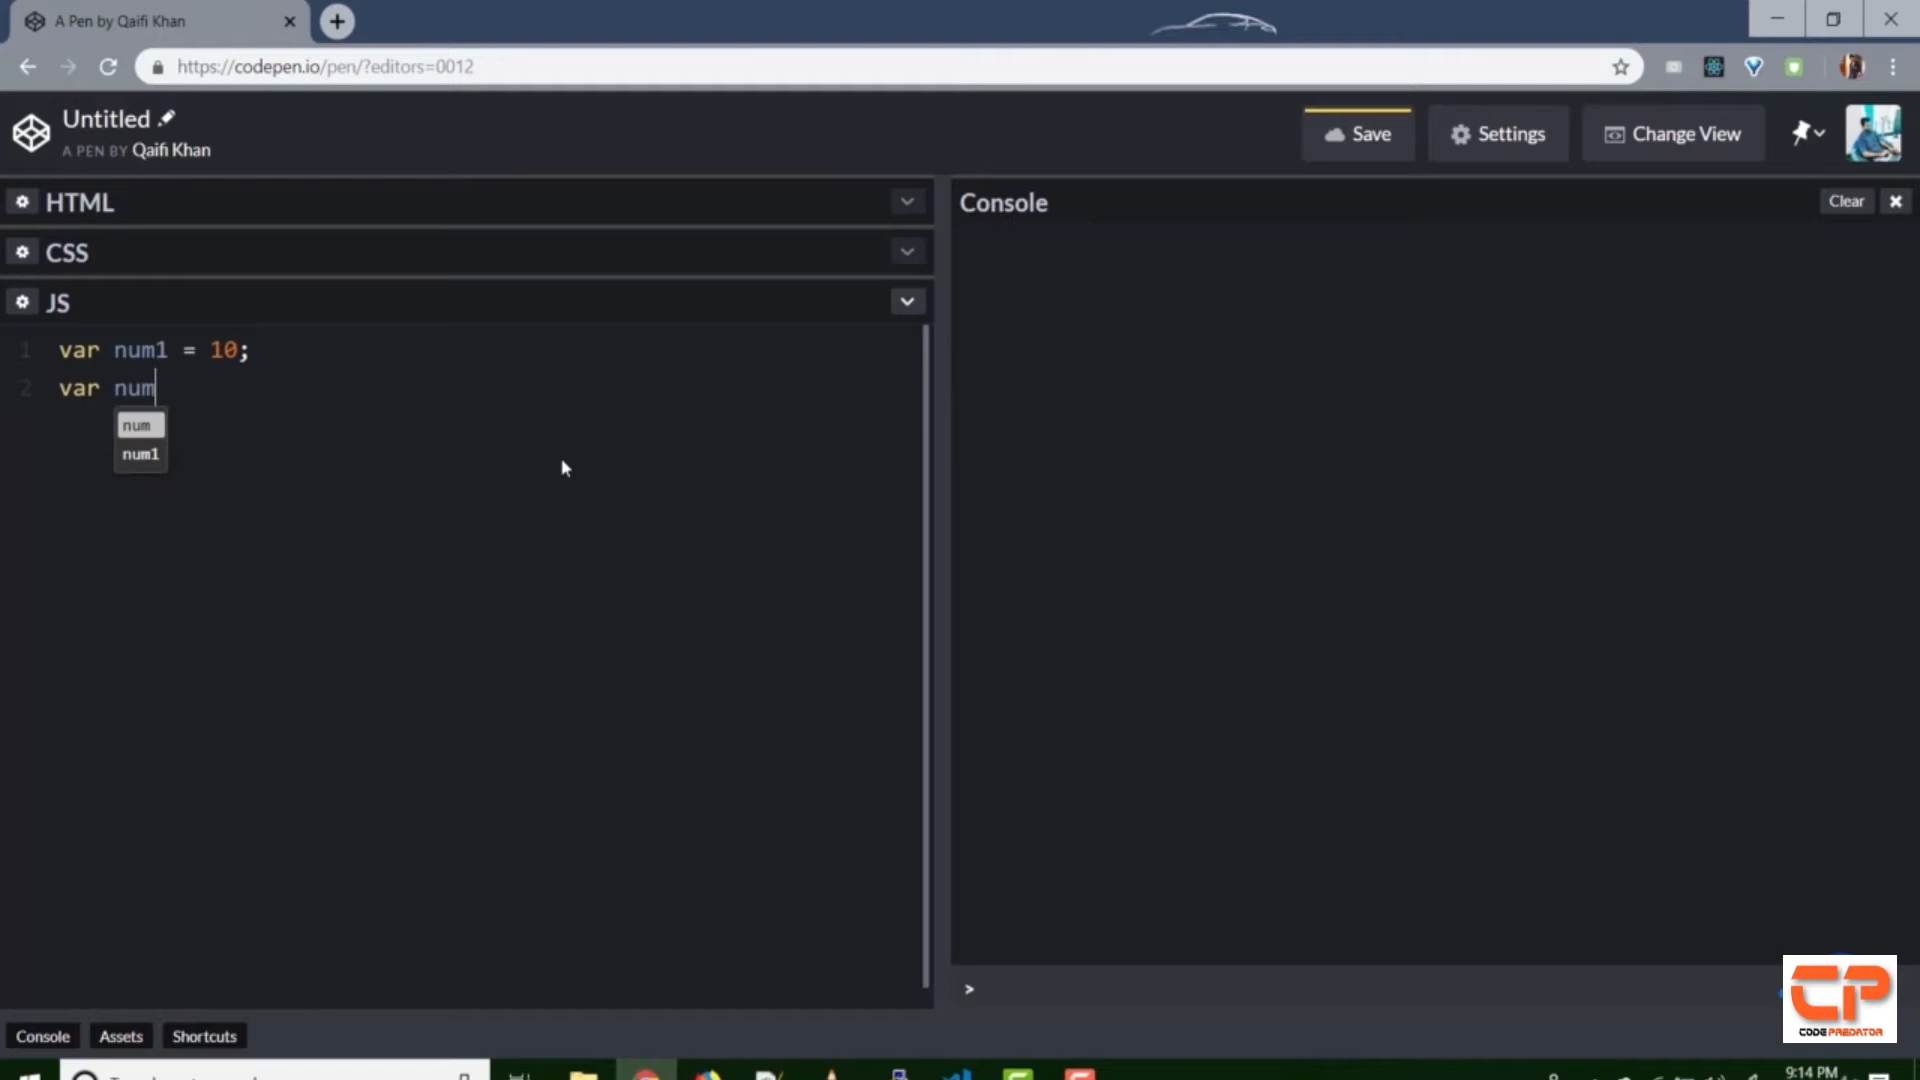 A Pen by Qaifi Khan
https://codepen.io/pen/?editors=0012
Untitled
A PEN BY Qaifi Khan
Save
Settings
Change View
HTML
CSS
JS
1 var num1 = 10;
2 var num
num
num1
Console
Clear
>
CP
CODE PREDATOR
Console
Assets
Shortcuts
9:14 PM